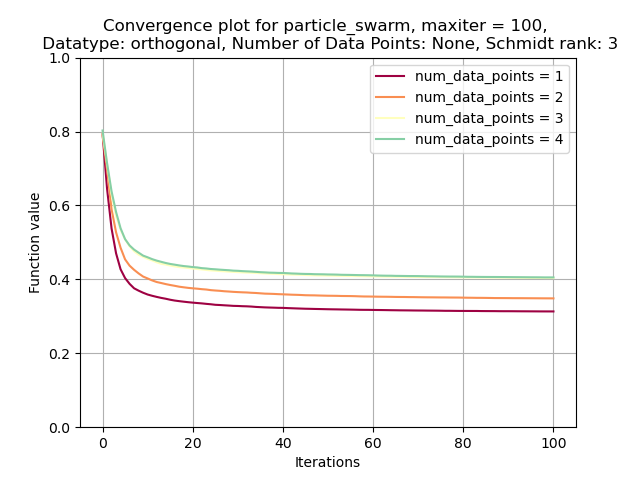 Convergence plot for particle_swarm, maxiter = 100,
Datatype: orthogonal, Number of Data Points: None, Schmidt rank: 3
1.0
0.8
0.6
0.4
0.2
0.0
Function value
num_data_points = 1
num_data_points = 2
num_data_points = 3
num_data_points = 4
0 20 40 60 80 100
Iterations